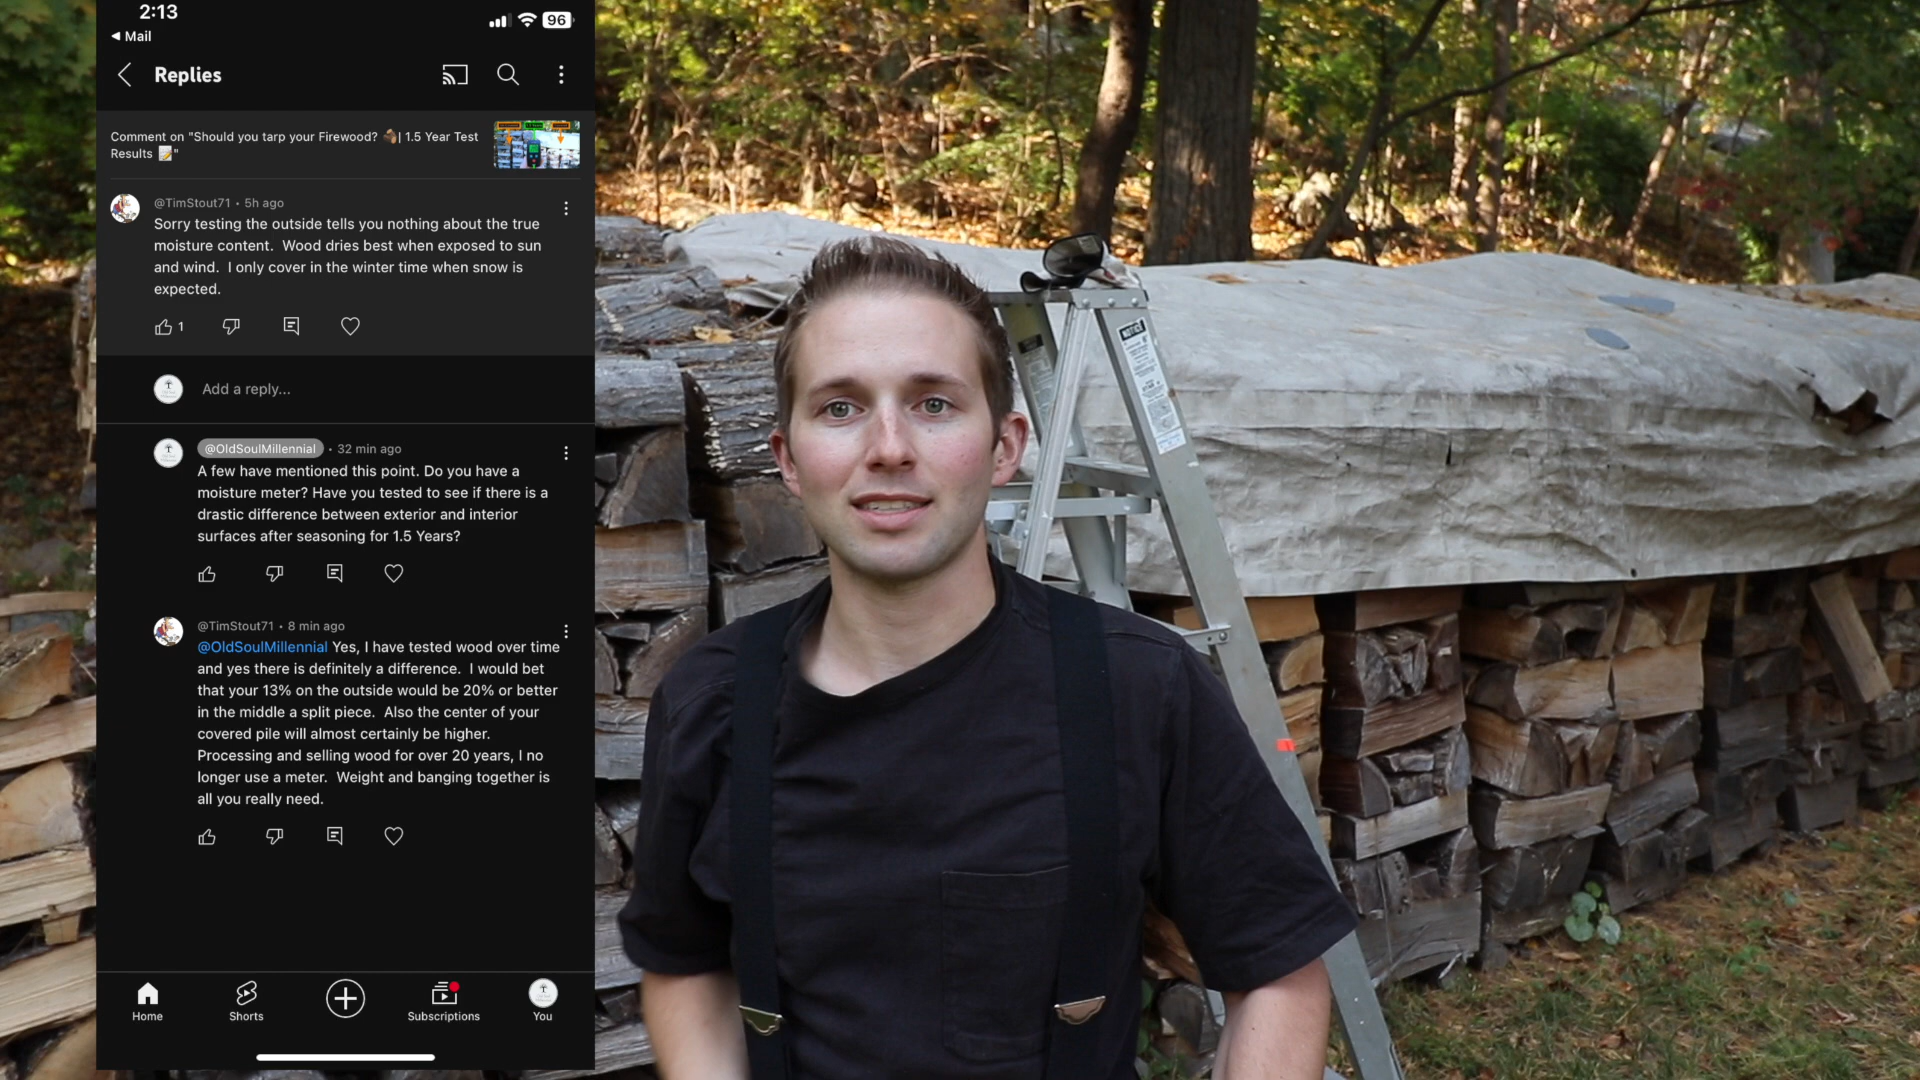 2:13
96
Mail
Replies
Comment on "Should you tarp your Firewood? 🪵| 1.5 Year Test
Results 📝"
@TimStout71 • 5h ago
Sorry testing the outside tells you nothing about the true
moisture content.  Wood dries best when exposed to sun
and wind.  I only cover in the winter time when snow is
expected.
1
Add a reply...
@OldSoulMillennial • 32 min ago
A few have mentioned this point. Do you have a
moisture meter? Have you tested to see if there is a
drastic difference between exterior and interior
surfaces after seasoning for 1.5 Years?
@TimStout71 • 8 min ago
@OldSoulMillennial Yes, I have tested wood over time
and yes there is definitely a difference.  I would bet
that your 13% on the outside would be 20% or better
in the middle a split piece.  Also the center of your
covered pile will almost certainly be higher.
Processing and selling wood for over 20 years, I no
longer use a meter.  Weight and banging together is
all you really need.
Home
Shorts
Subscriptions
You
NOTICE